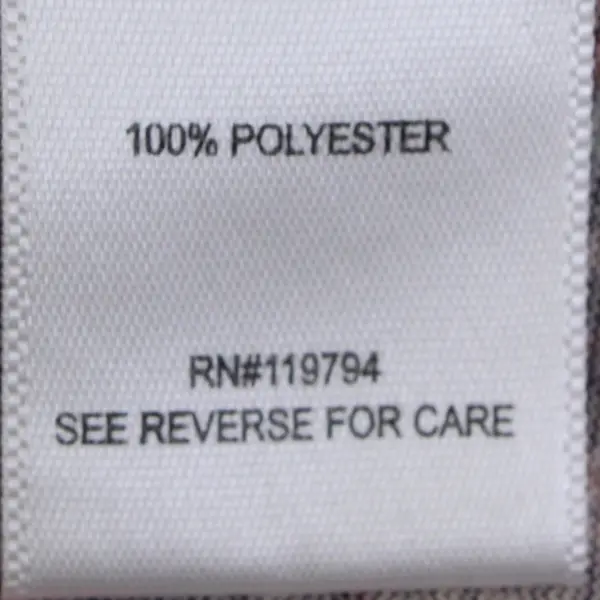 100% POLYESTER
RN#119794
SEE REVERSE FOR CARE